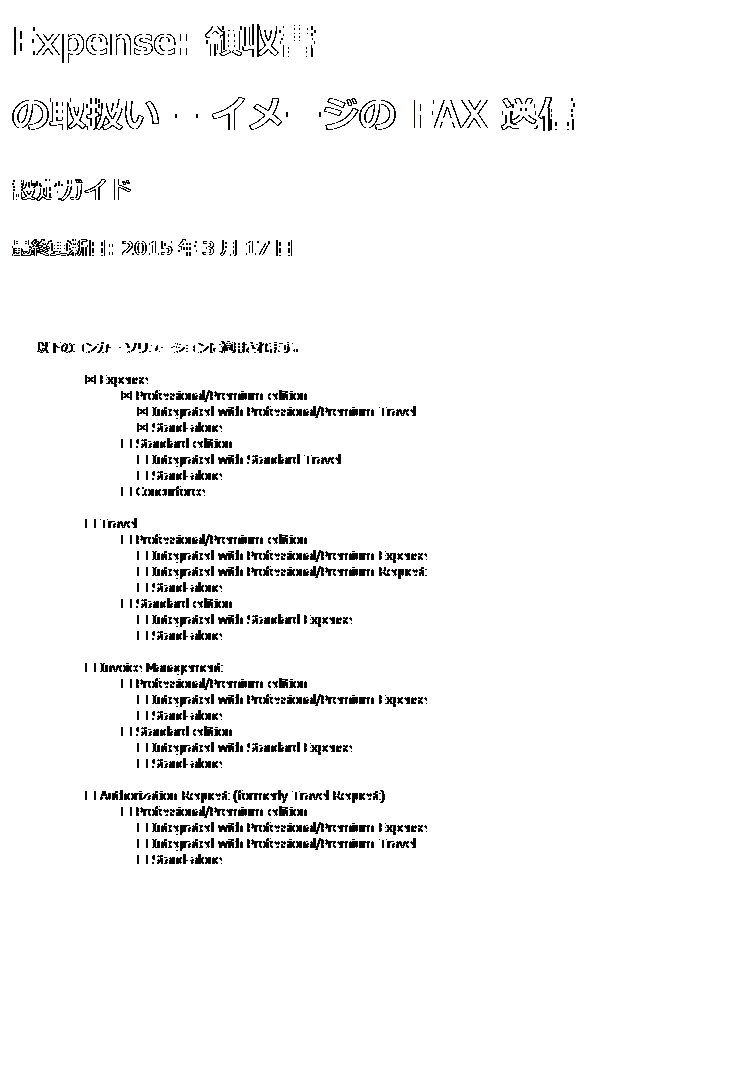 Expense: 領収書
の取扱い - イメージの FAX 送信
設定ガイド
最終更新日: 2015 年 3 月 17 日
以下のコンカーソリューションに適用されます。
☒ Expense
☒ Professional/Premium edition
☒ Integrated with Professional/Premium Travel
☒ Stand-alone
☐ Standard edition
☐ Integrated with Standard Travel
☐ Stand-alone
☐ Concurforce
☐ Travel
☐ Professional/Premium edition
☐ Integrated with Professional/Premium Expense
☐ Integrated with Professional/Premium Request
☐ Stand-alone
☐ Standard edition
☐ Integrated with Standard Expense
☐ Stand-alone
☐ Invoice Management
☐ Professional/Premium edition
☐ Integrated with Professional/Premium Expense
☐ Stand-alone
☐ Standard edition
☐ Integrated with Standard Expense
☐ Stand-alone
☐ Authorization Request (formerly Travel Request)
☐ Professional/Premium edition
☐ Integrated with Professional/Premium Expense
☐ Integrated with Professional/Premium Travel
☐ Stand-alone